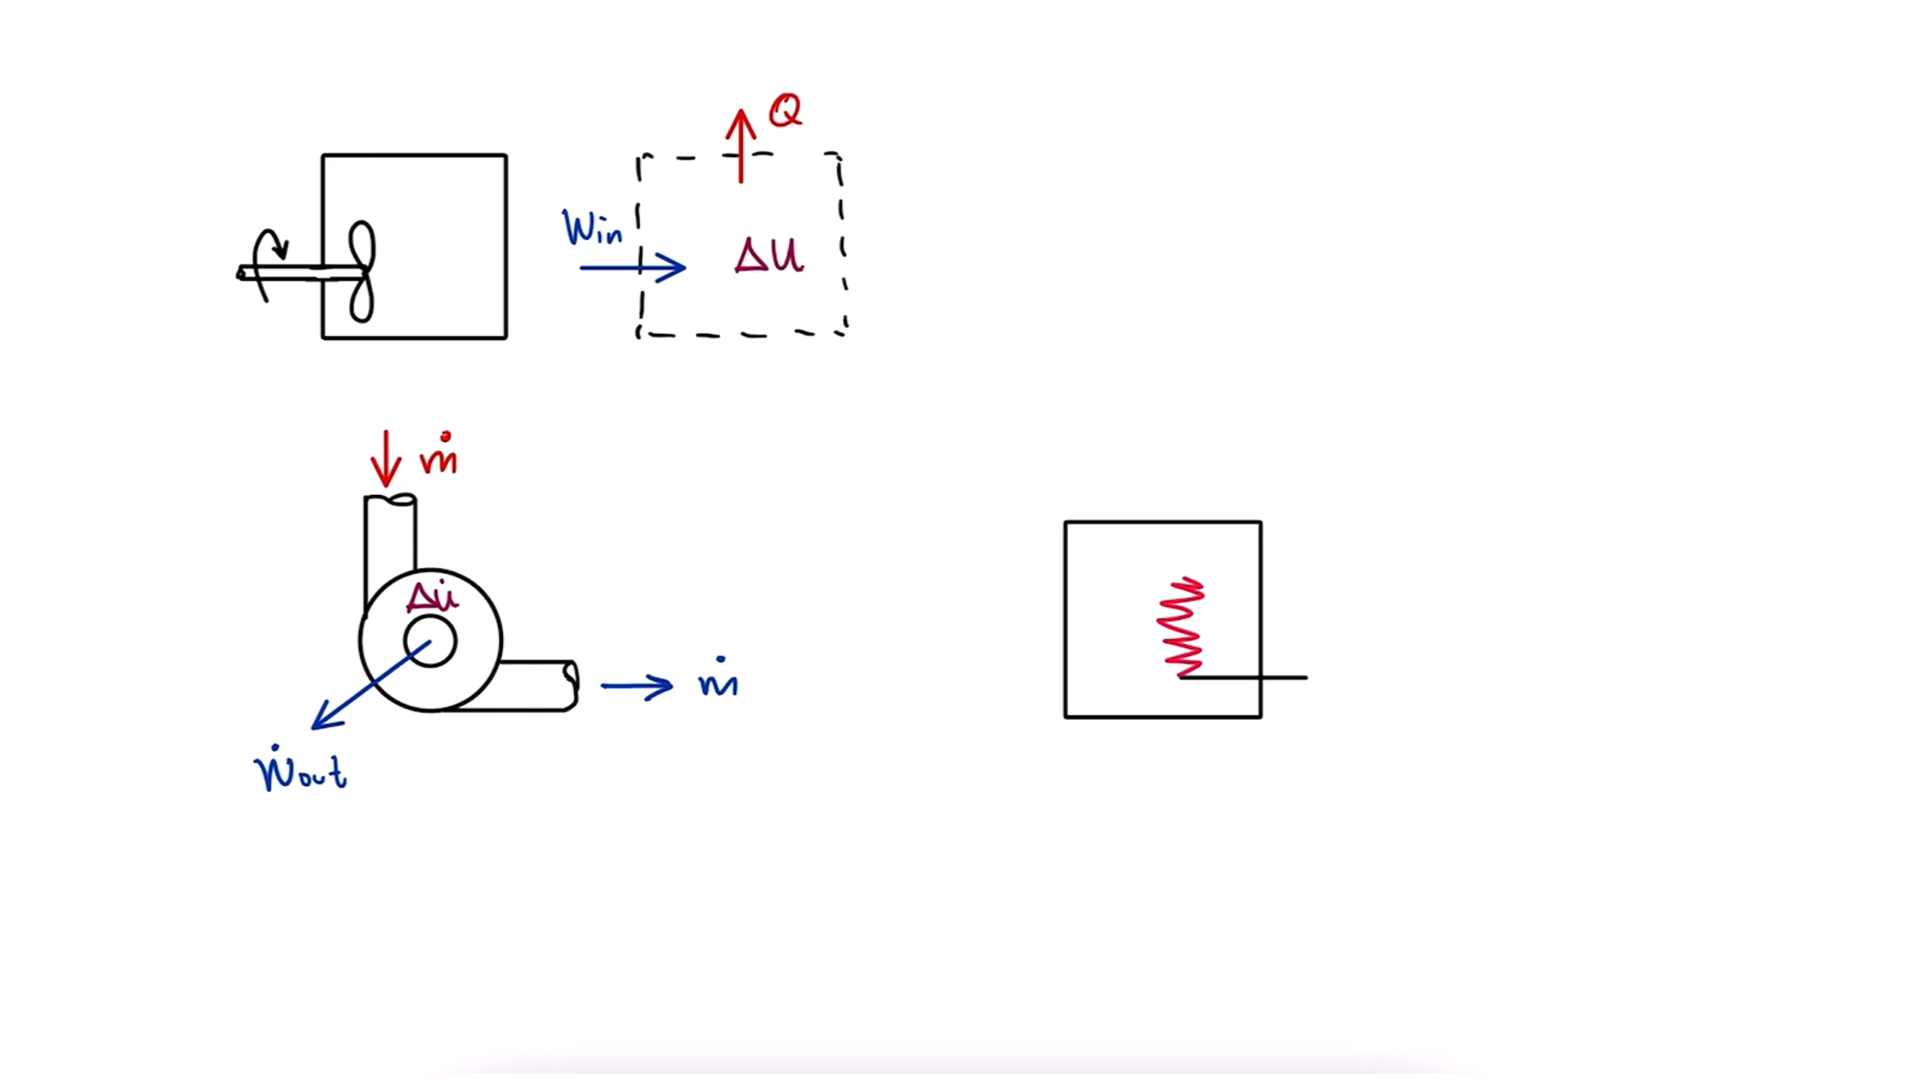 Q
Win
ΔU
ṁ
Δu̇
ṁ
Ẇout